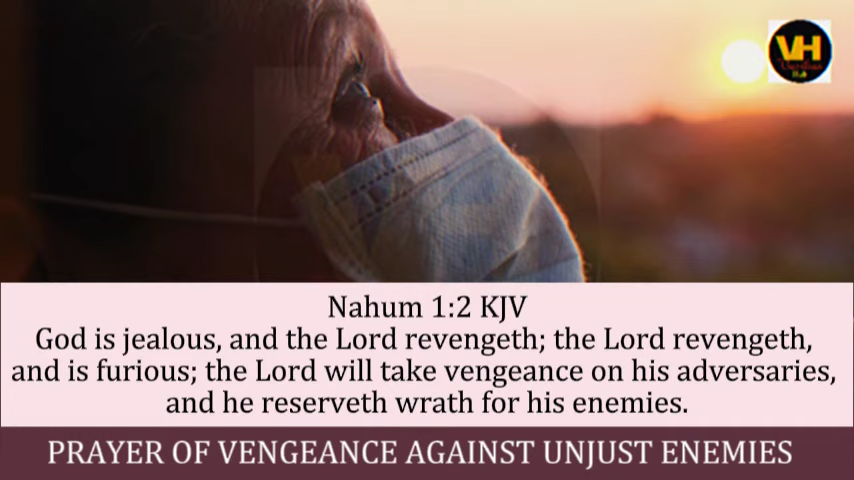 VH
Nahum 1:2 KJV
God is jealous, and the Lord revengeth; the Lord revengeth,
and is furious; the Lord will take vengeance on his adversaries,
and he reserveth wrath for his enemies.
PRAYER OF VENGEANCE AGAINST UNJUST ENEMIES